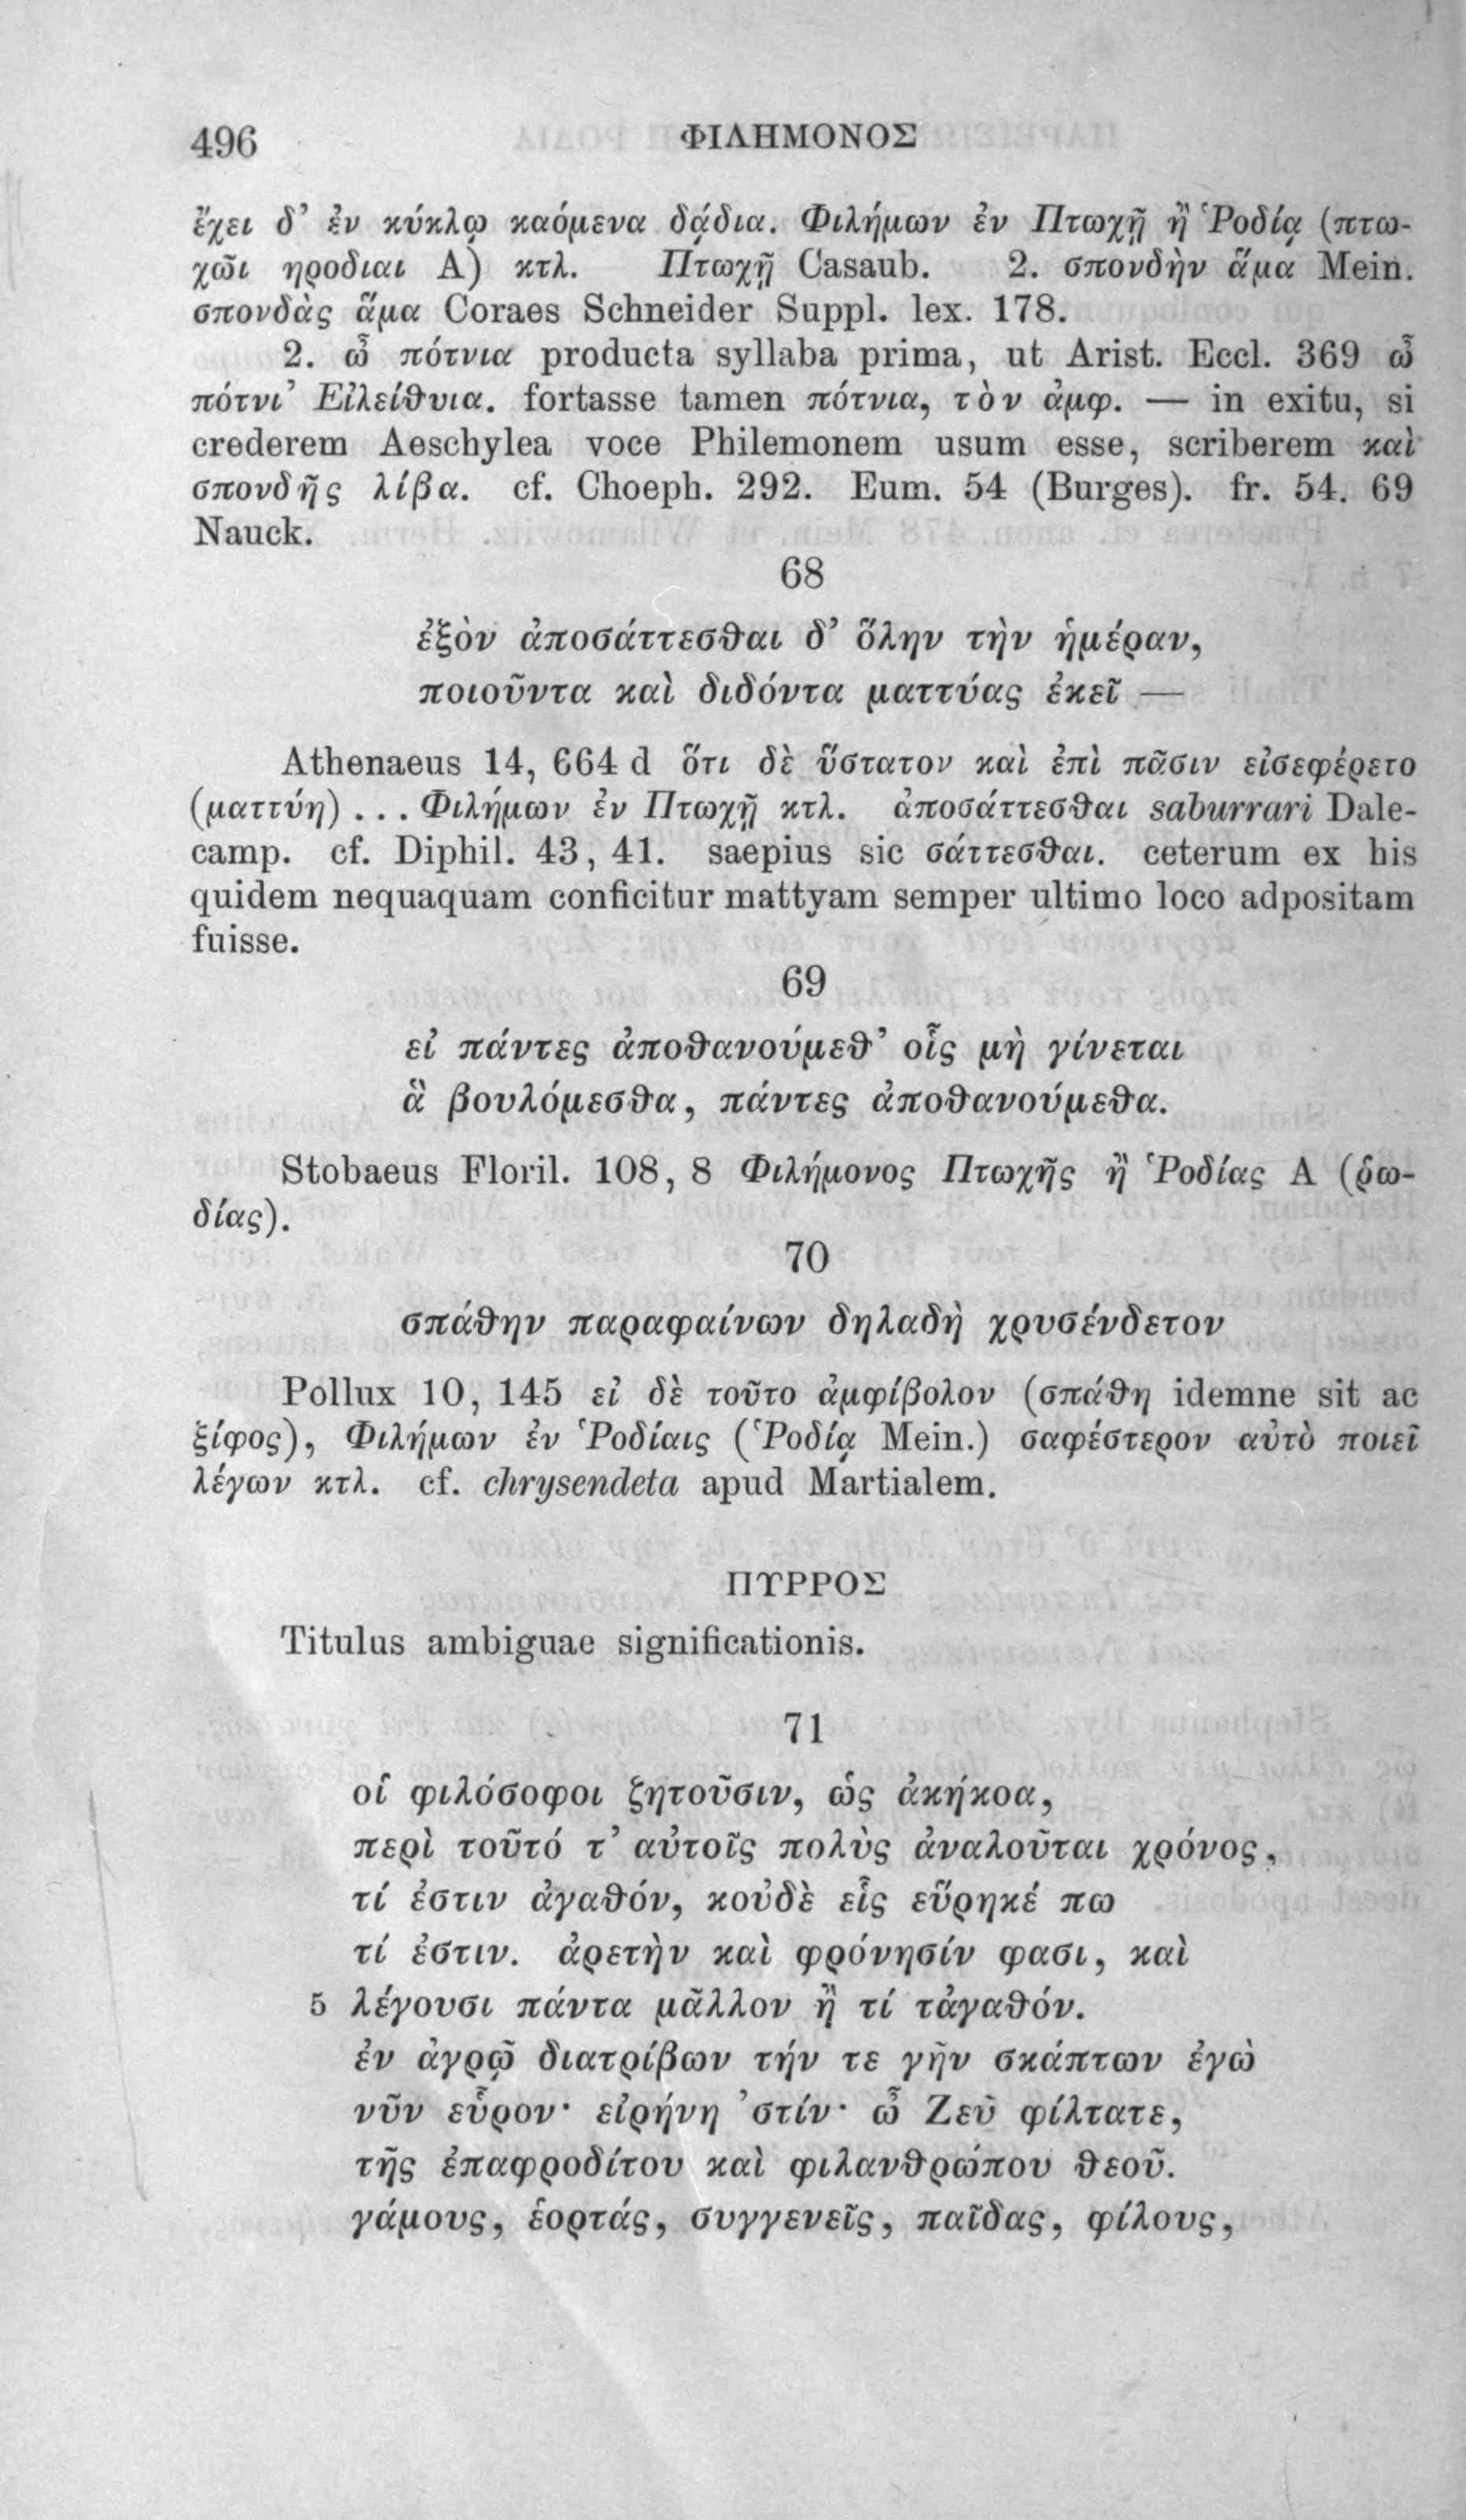 496 ΦΙΛΗΜΟΝΟΣ
ἔχει δ’ ἐν κύκλῳ καόμενα δᾴδια. Φιλήμων ἐν Πτωχῇ ἢ Ῥοδίᾳ (πτω-
χῶι ηροδιαι A) κτλ. Πτωχῇ Casaub. 2. σπονδὴν ἅμα Mein.
σπονδὰς ἅμα Coraes Schneider Suppl. lex. 178.
2. ὦ πότνια producta syllaba prima, ut Arist. Eccl. 369 ὦ
πότνι’ Εἰλείθυια. fortasse tamen πότνια, τὸν ἀμφ. — in exitu, si
crederem Aeschylea voce Philemonem usum esse, scriberem καὶ
σπονδῆς λίβα. cf. Choeph. 292. Eum. 54 (Burges). fr. 54. 69
Nauck.
68
ἐξὸν ἀποσάττεσθαι δ’ ὅλην τὴν ἡμέραν,
ποιοῦντα καὶ διδόντα ματτύας ἐκεῖ —
Athenaeus 14, 664 d ὅτι δὲ ὕστατον καὶ ἐπὶ πᾶσιν εἰσεφέρετο
(ματτύη) ... Φιλήμων ἐν Πτωχῇ κτλ. ἀποσάττεσθαι saburrari Dale-
camp. cf. Diphil. 43, 41. saepius sic σάττεσθαι. ceterum ex his
quidem nequaquam conficitur mattyam semper ultimo loco adpositam
fuisse.
69
εἰ πάντες ἀποθανούμεθ’ οἷς μὴ γίνεται
ἃ βουλόμεσθα, πάντες ἀποθανούμεθα.
Stobaeus Floril. 108, 8 Φιλήμονος Πτωχῆς ἢ Ῥοδίας A (ῥω-
δίας).
70
σπάθην παραφαίνων δηλαδὴ χρυσένδετον
Pollux 10, 145 εἰ δὲ τοῦτο ἀμφίβολον (σπάθη idemne sit ac
ξίφος), Φιλήμων ἐν Ῥοδίαις (Ῥοδίᾳ Mein.) σαφέστερον αὐτὸ ποιεῖ
λέγων κτλ. cf. chrysendeta apud Martialem.
ΠΥΡΡΟΣ
Titulus ambiguae significationis.
71
οἱ φιλόσοφοι ζητοῦσιν, ὡς ἀκήκοα,
περὶ τοῦτό τ’ αὐτοῖς πολὺς ἀναλοῦται χρόνος,
τί ἐστιν ἀγαθόν, κοὐδὲ εἷς εὕρηκέ πω
τί ἐστιν. ἀρετὴν καὶ φρόνησίν φασι, καὶ
5 λέγουσι πάντα μᾶλλον ἢ τί τἀγαθόν.
ἐν ἀγρῷ διατρίβων τήν τε γῆν σκάπτων ἐγὼ
νῦν εὗρον· εἰρήνη ’στίν· ὦ Ζεῦ φίλτατε,
τῆς ἐπαφροδίτου καὶ φιλανθρώπου θεοῦ.
γάμους, ἑορτάς, συγγενεῖς, παῖδας, φίλους,